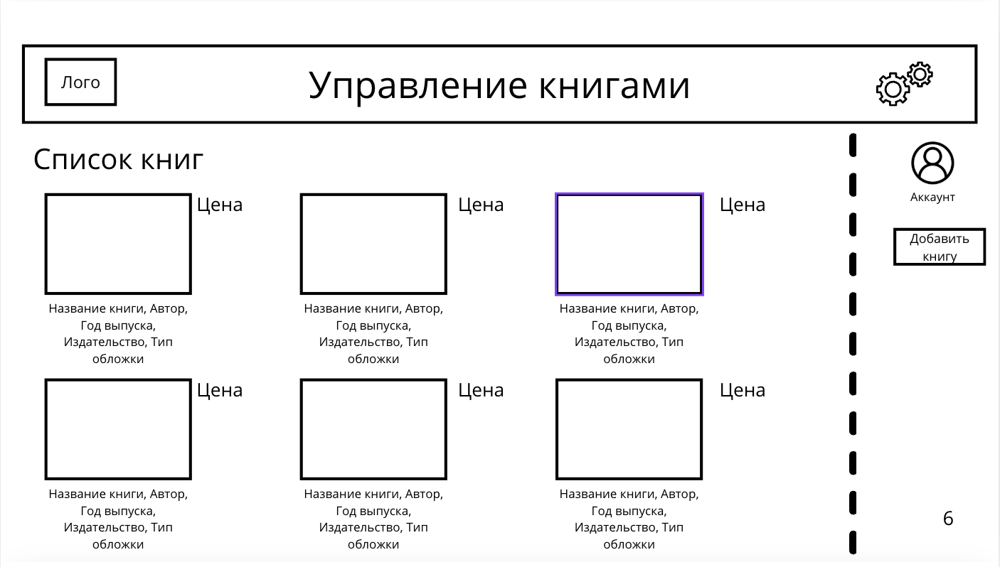 Лого
Управление книгами
Список книг
Аккаунт
Добавить
книгу
Цена
Цена
Цена
Название книги, Автор,
Год выпуска,
Издательство, Тип
обложки
Название книги, Автор,
Год выпуска,
Издательство, Тип
обложки
Название книги, Автор,
Год выпуска,
Издательство, Тип
обложки
Цена
Цена
Цена
Название книги, Автор,
Год выпуска,
Издательство, Тип
обложки
Название книги, Автор,
Год выпуска,
Издательство, Тип
обложки
Название книги, Автор,
Год выпуска,
Издательство, Тип
обложки
6